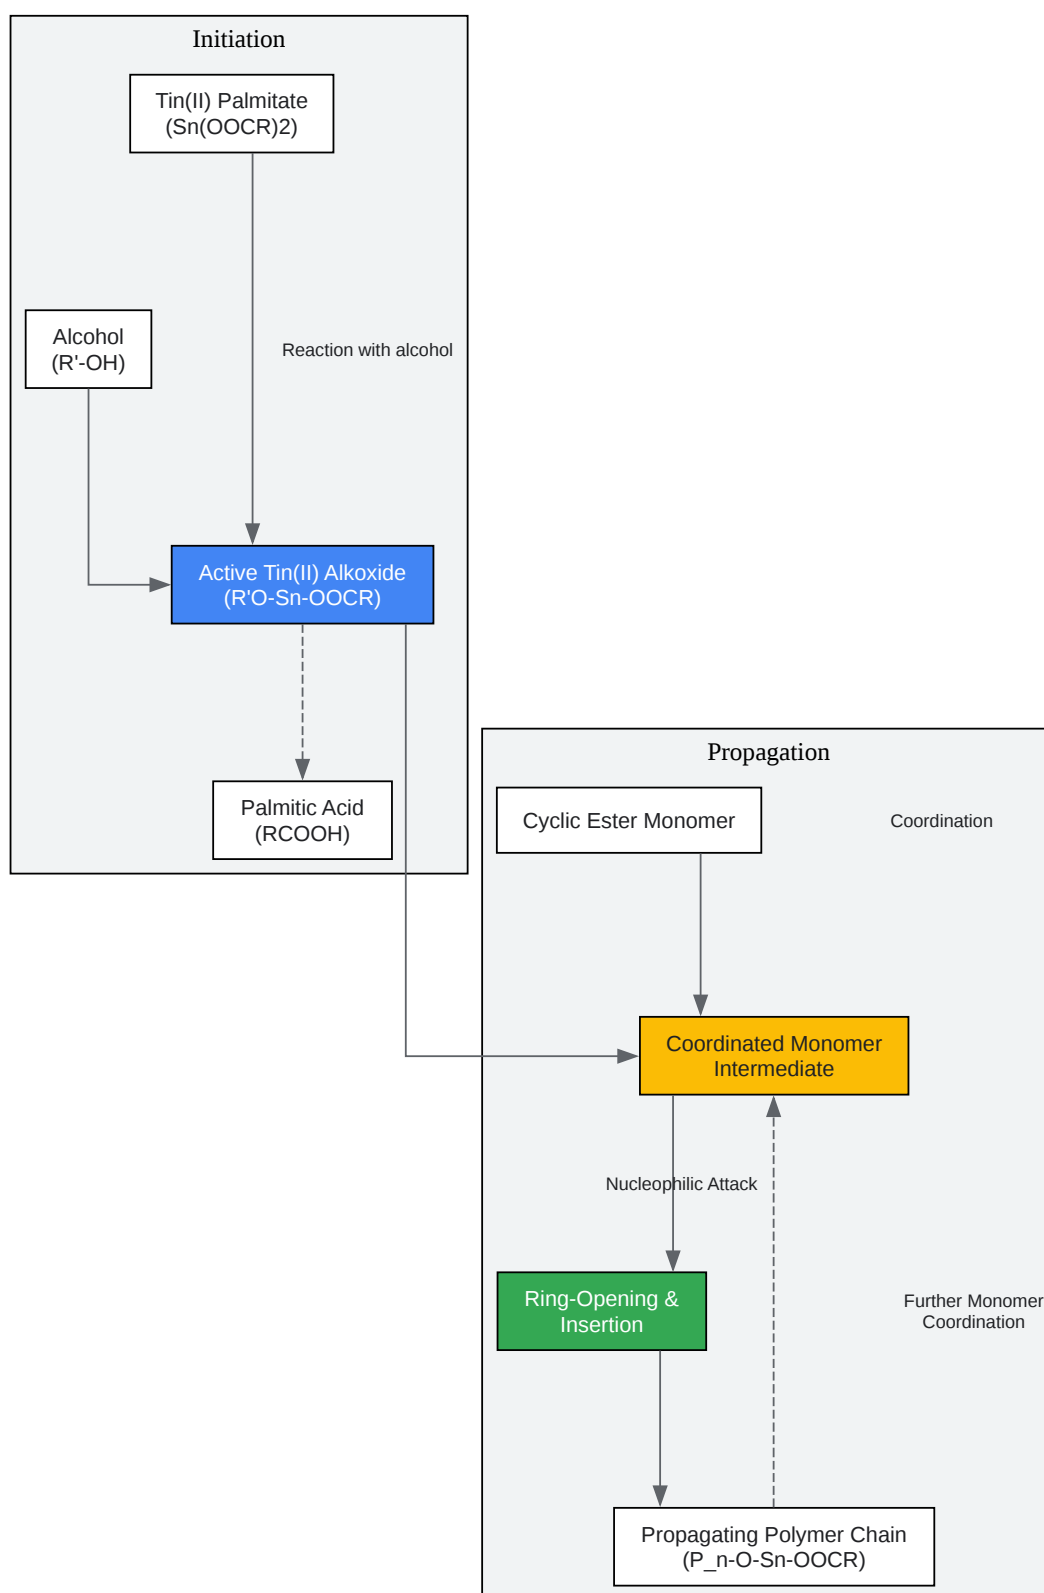 Initiation
Tin(II) Palmitate
(Sn(OOCR)2)
Alcohol
(R'-OH)
Reaction with alcohol
Active Tin(II) Alkoxide
(R'O-Sn-OOCR)
Palmitic Acid
(RCOOH)
Propagation
Cyclic Ester Monomer
Coordination
Coordinated Monomer
Intermediate
Nucleophilic Attack
Ring-Opening &
Insertion
Further Monomer
Coordination
Propagating Polymer Chain
(P_n-O-Sn-OOCR)